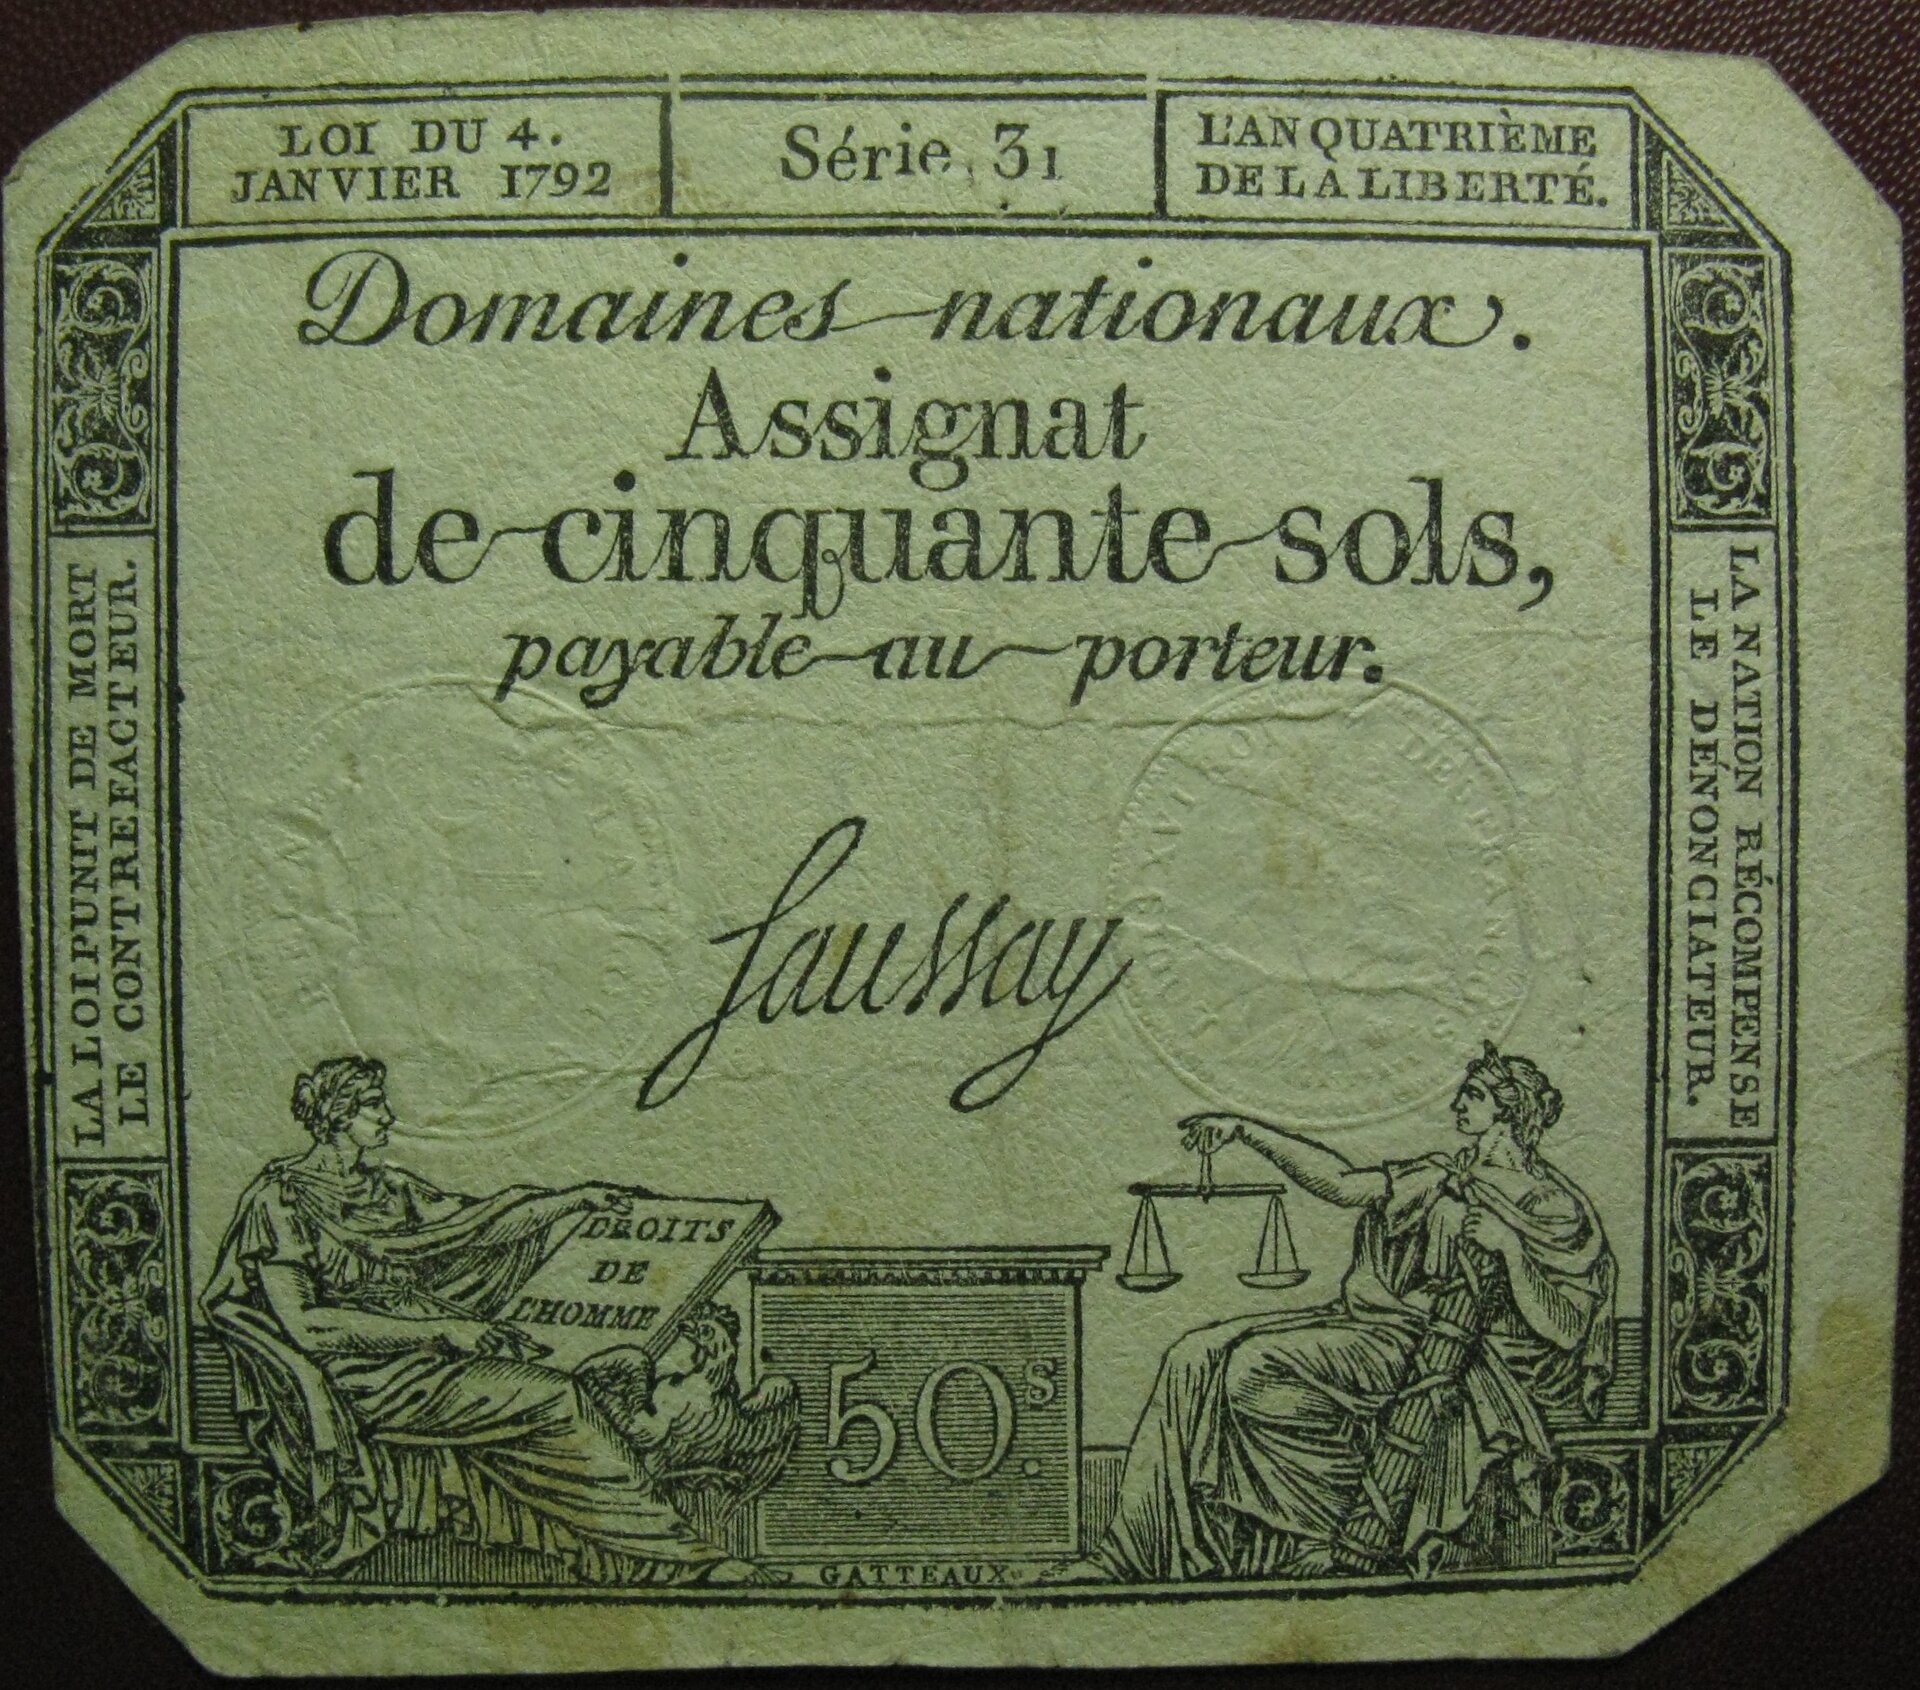 LOI DU 4.
JANVIER 1792
Série 31
L'AN QUATRIÈME
DE LA LIBERTÉ.
Domaines nationaux.
Assignat
de cinquante sols,
payable au porteur.
LA LOI PUNIT DE MORT
LE CONTREFACTEUR.
LA NATION RÉCOMPENSE
LE DÉNONCIATEUR.
Saussay
DROITS
DE
L'HOMME
50.S
GATTEAUX